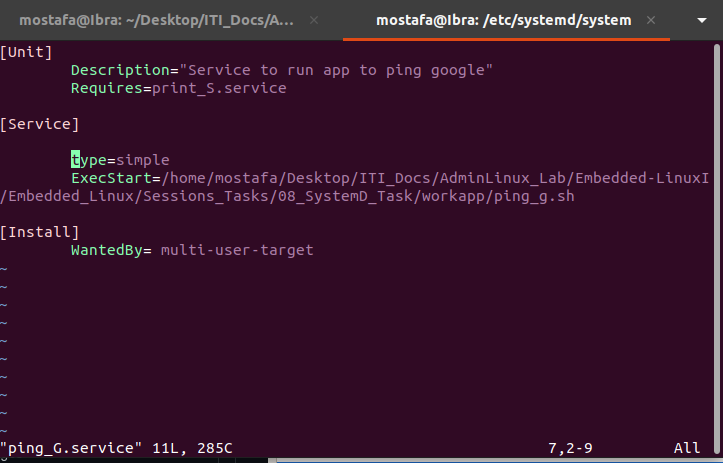 mostafa@Ibra: ~/Desktop/ITI_Docs/A... × mostafa@Ibra: /etc/systemd/system ×
[Unit]
Description="Service to run app to ping google"
Requires=print_S.service
[Service]
type=simple
ExecStart=/home/mostafa/Desktop/ITI_Docs/AdminLinux_Lab/Embedded-LinuxI
/Embedded_Linux/Sessions_Tasks/08_SystemD_Task/workapp/ping_g.sh
[Install]
WantedBy= multi-user-target
~
~
~
~
~
~
~
~
~
~
"ping_G.service" 11L, 285C 7,2-9 All